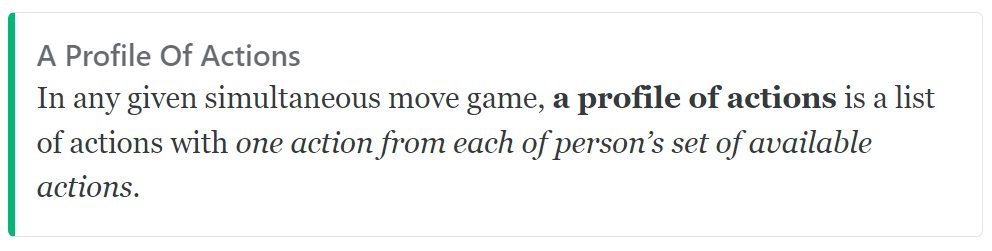 A Profile Of Actions
In any given simultaneous move game, a profile of actions is a list
of actions with one action from each of person's set of available
actions.